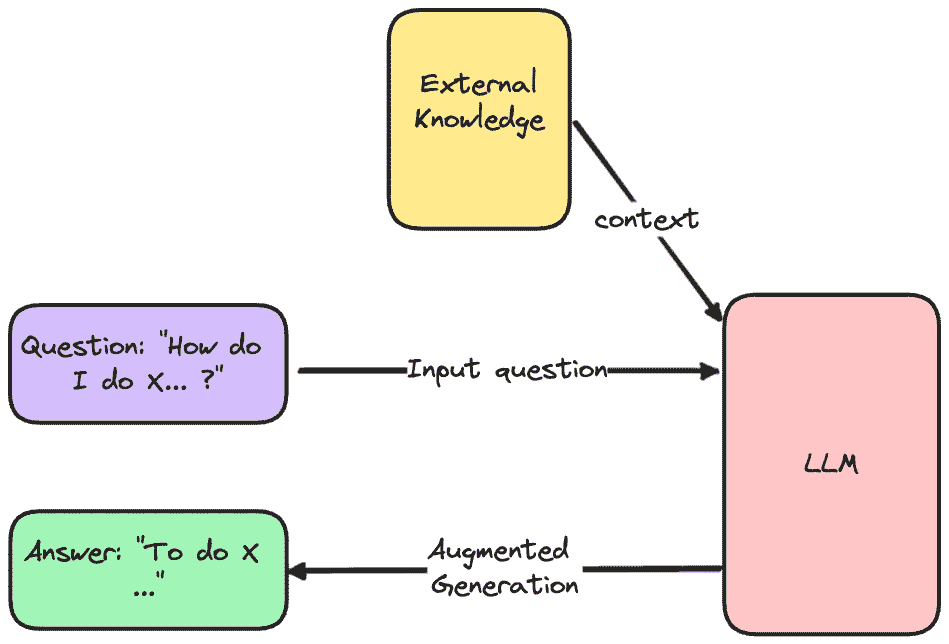 External
Knowledge
context
Question: "How do
I do X... ?"
Input question
LLM
Answer: "To do X
..."
Augmented
Generation